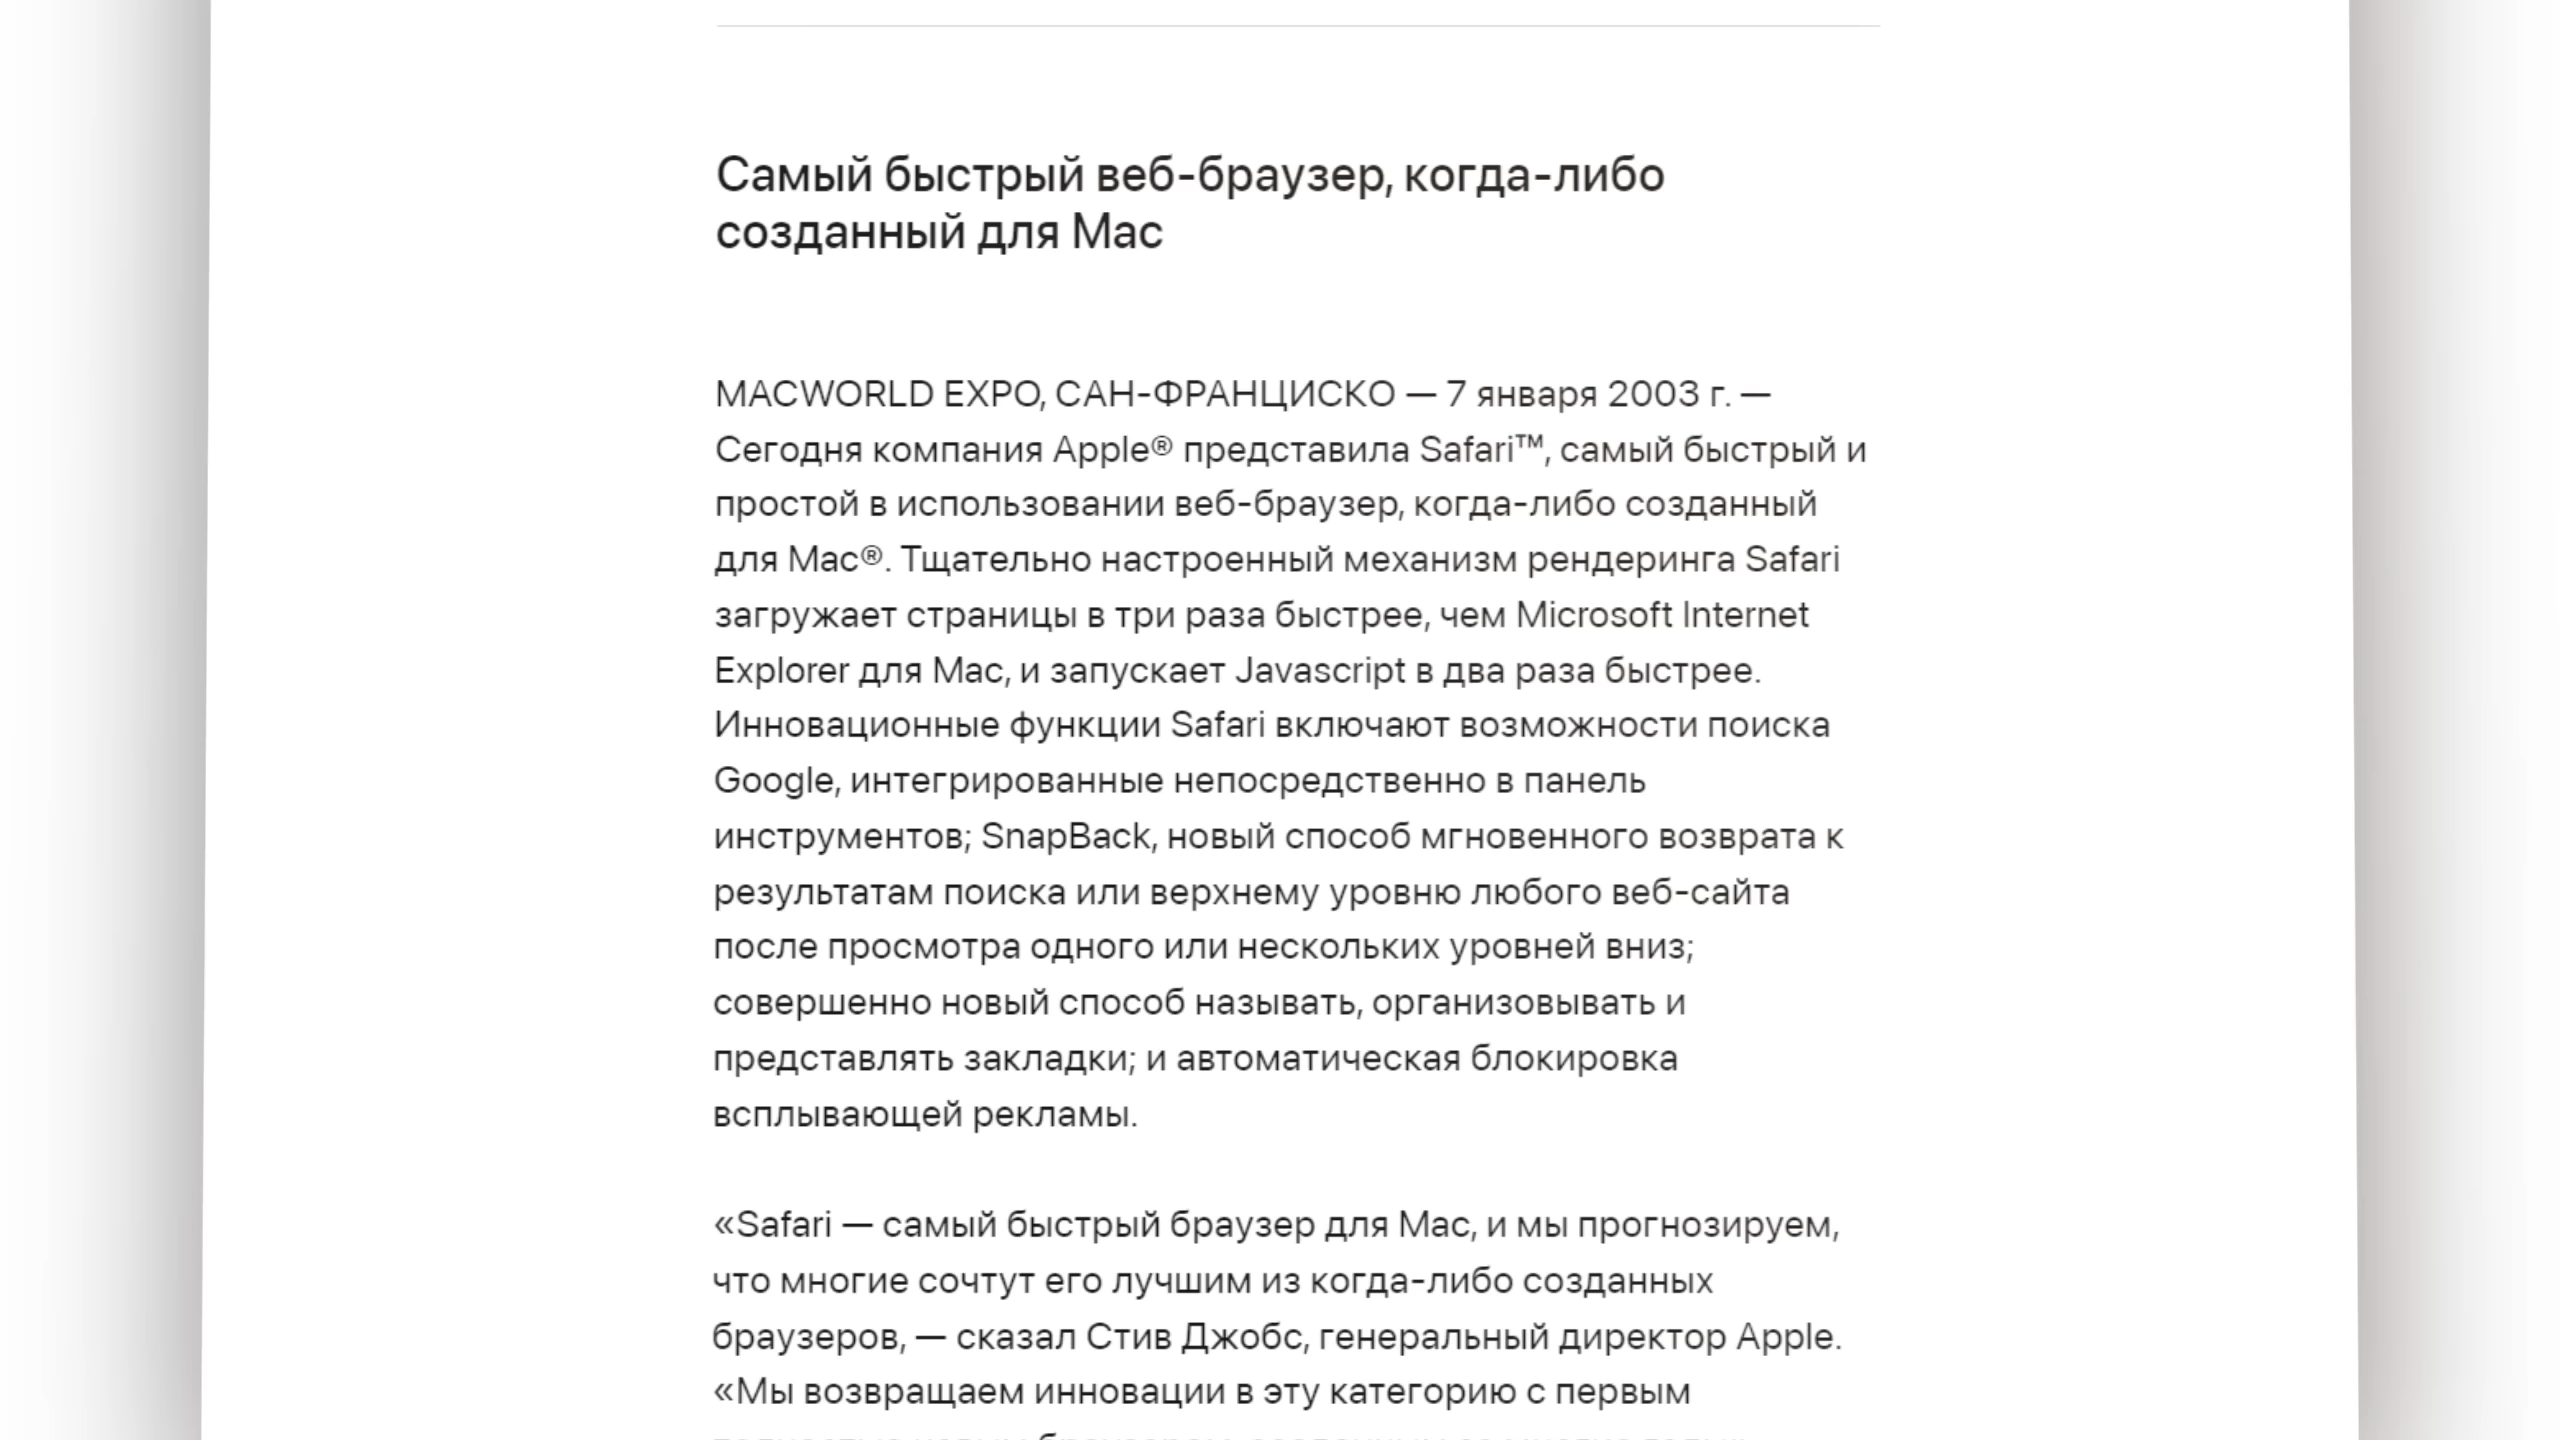 Самый быстрый веб-браузер, когда-либо
созданный для Mac
MACWORLD EXPO, САН-ФРАНЦИСКО — 7 января 2003 г. —
Сегодня компания Apple® представила Safari™, самый быстрый и
простой в использовании веб-браузер, когда-либо созданный
для Mac®. Тщательно настроенный механизм рендеринга Safari
загружает страницы в три раза быстрее, чем Microsoft Internet
Explorer для Mac, и запускает Javascript в два раза быстрее.
Инновационные функции Safari включают возможности поиска
Google, интегрированные непосредственно в панель
инструментов; SnapBack, новый способ мгновенного возврата к
результатам поиска или верхнему уровню любого веб-сайта
после просмотра одного или нескольких уровней вниз;
совершенно новый способ называть, организовывать и
представлять закладки; и автоматическая блокировка
всплывающей рекламы.
«Safari — самый быстрый браузер для Mac, и мы прогнозируем,
что многие сочтут его лучшим из когда-либо созданных
браузеров, — сказал Стив Джобс, генеральный директор Apple.
«Мы возвращаем инновации в эту категорию с первым